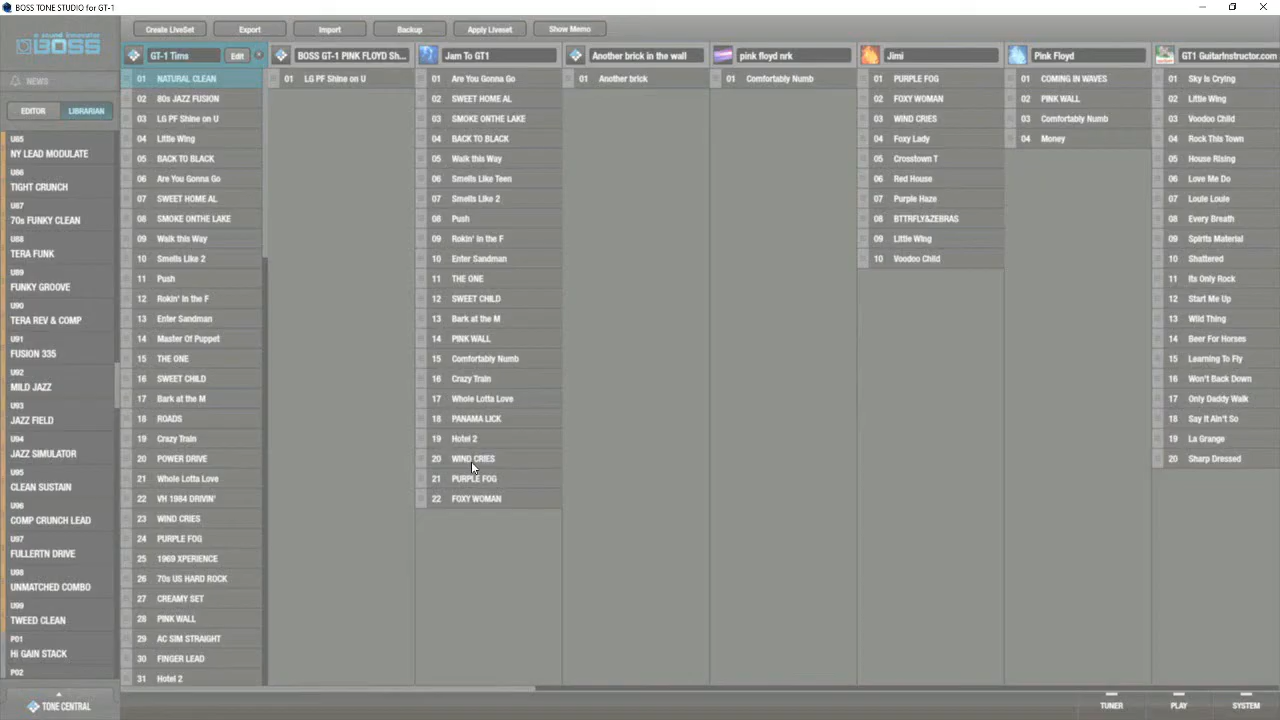 BOSS TONE STUDIO for GT-1
BOSS
Create LiveSet
Export
Import
Backup
Apply Liveset
Show Memo
NEWS
EDITOR
LIBRARIAN
U85
NY LEAD MODULATE
U86
TIGHT CRUNCH
U87
70s FUNKY CLEAN
U88
TERA FUNK
U89
FUNKY GROOVE
U90
TERA REV & COMP
U91
FUSION 335
U92
MILD JAZZ
U93
JAZZ FIELD
U94
JAZZ SIMULATOR
U95
CLEAN SUSTAIN
U96
COMP CRUNCH LEAD
U97
FULLERTN DRIVE
U98
UNMATCHED COMBO
U99
TWEED CLEAN
P01
Hi GAIN STACK
P02
TONE CENTRAL
GT-1 Tims
Edit
01 NATURAL CLEAN
02 80s JAZZ FUSION
03 LG PF Shine on U
04 Little Wing
05 BACK TO BLACK
06 Are You Gonna Go
07 SWEET HOME AL
08 SMOKE ONTHE LAKE
09 Walk this Way
10 Smells Like 2
11 Push
12 Rokin' in the F
13 Enter Sandman
14 Master Of Puppet
15 THE ONE
16 SWEET CHILD
17 Bark at the M
18 ROADS
19 Crazy Train
20 POWER DRIVE
21 Whole Lotta Love
22 VH 1984 DRIVIN'
23 WIND CRIES
24 PURPLE FOG
25 1969 XPERIENCE
26 70s US HARD ROCK
27 CREAMY SET
28 PINK WALL
29 AC SIM STRAIGHT
30 FINGER LEAD
31 Hotel 2
BOSS GT-1 PINK FLOYD Sh...
01 LG PF Shine on U
Jam To GT1
01 Are You Gonna Go
02 SWEET HOME AL
03 SMOKE ONTHE LAKE
04 BACK TO BLACK
05 Walk this Way
06 Smells Like Teen
07 Smells Like 2
08 Push
09 Rokin' in the F
10 Enter Sandman
11 THE ONE
12 SWEET CHILD
13 Bark at the M
14 PINK WALL
15 Comfortably Numb
16 Crazy Train
17 Whole Lotta Love
18 PANAMA LICK
19 Hotel 2
20 WIND CRIES
21 PURPLE FOG
22 FOXY WOMAN
Another brick in the wall
01 Another brick
pink floyd nrk
01 Comfortably Numb
Jimi
01 PURPLE FOG
02 FOXY WOMAN
03 WIND CRIES
04 Foxy Lady
05 Crosstown T
06 Red House
07 Purple Haze
08 BTTRFLY&ZEBRAS
09 Little Wing
10 Voodoo Child
Pink Floyd
01 COMING IN WAVES
02 PINK WALL
03 Comfortably Numb
04 Money
GT1 GuitarInstructor.com
01 Sky is Crying
02 Little Wing
03 Voodoo Child
04 Rock This Town
05 House Rising
06 Love Me Do
07 Louie Louie
08 Every Breath
09 Spirits Material
10 Shattered
11 Its Only Rock
12 Start Me Up
13 Wild Thing
14 Beer For Horses
15 Learning To Fly
16 Won't Back Down
17 Only Daddy Walk
18 Say It Ain't So
19 La Grange
20 Sharp Dressed
TUNER
PLAY
SYSTEM